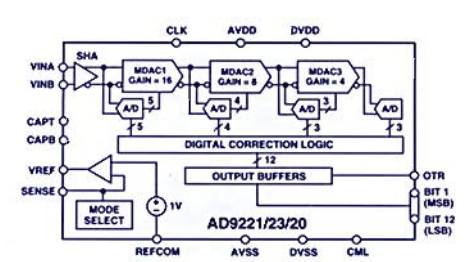 CLK AVDD DVDD
SHA
VINA
VINB
MDAC1
GAIN = 16
MDAC2
GAIN = 8
MDAC3
GAIN = 4
5 4 3
A/D A/D A/D A/D
5 4 3 3
CAPT
CAPB
DIGITAL CORRECTION LOGIC
12
VREF
SENSE
OUTPUT BUFFERS
OTR
BIT 1
(MSB)
BIT 12
(LSB)
MODE
SELECT
1V
AD9221/23/20
REFCOM AVSS DVSS CML